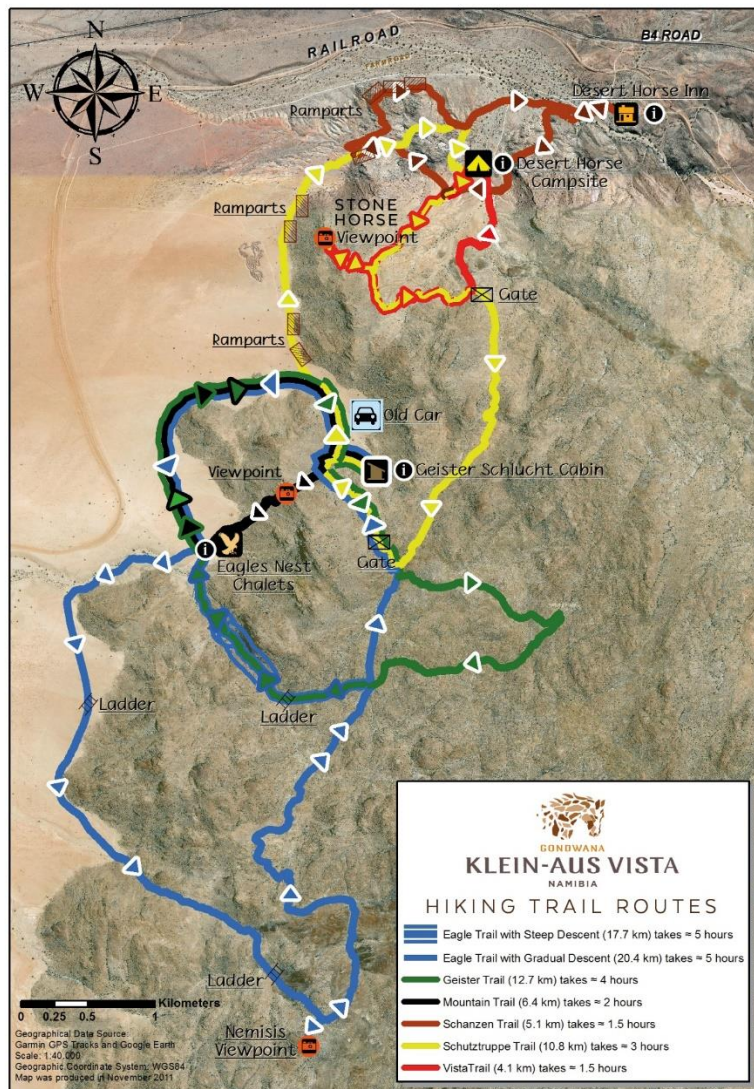 N
W E
S
RAILROAD
TARROAD
B4 ROAD
Ramparts
Desert Horse Inn
i
i
Desert Horse
Campsite
Ramparts
STONE
HORSE
Viewpoint
Gate
Ramparts
Old Car
Viewpoint
i
Geister Schlucht Cabin
i
Eagles Nest
Chalets
Gate
Ladder
Ladder
Ladder
Nemisis
Viewpoint
GONDWANA
KLEIN-AUS VISTA
NAMIBIA
HIKING TRAIL ROUTES
Eagle Trail with Steep Descent (17.7 km) takes ≈ 5 hours
Eagle Trail with Gradual Descent (20.4 km) takes ≈ 5 hours
Geister Trail (12.7 km) takes ≈ 4 hours
Mountain Trail (6.4 km) takes ≈ 2 hours
Schanzen Trail (5.1 km) takes ≈ 1.5 hours
Schutztruppe Trail (10.8 km) takes ≈ 3 hours
VistaTrail (4.1 km) takes ≈ 1.5 hours
Kilometers
0 0.25 0.5 1
Geographical Data Source:
Garmin GPS Tracks and Google Earth
Scale: 1:40,000
Geographic Coordinate System: WGS84
Map was produced in November 2011